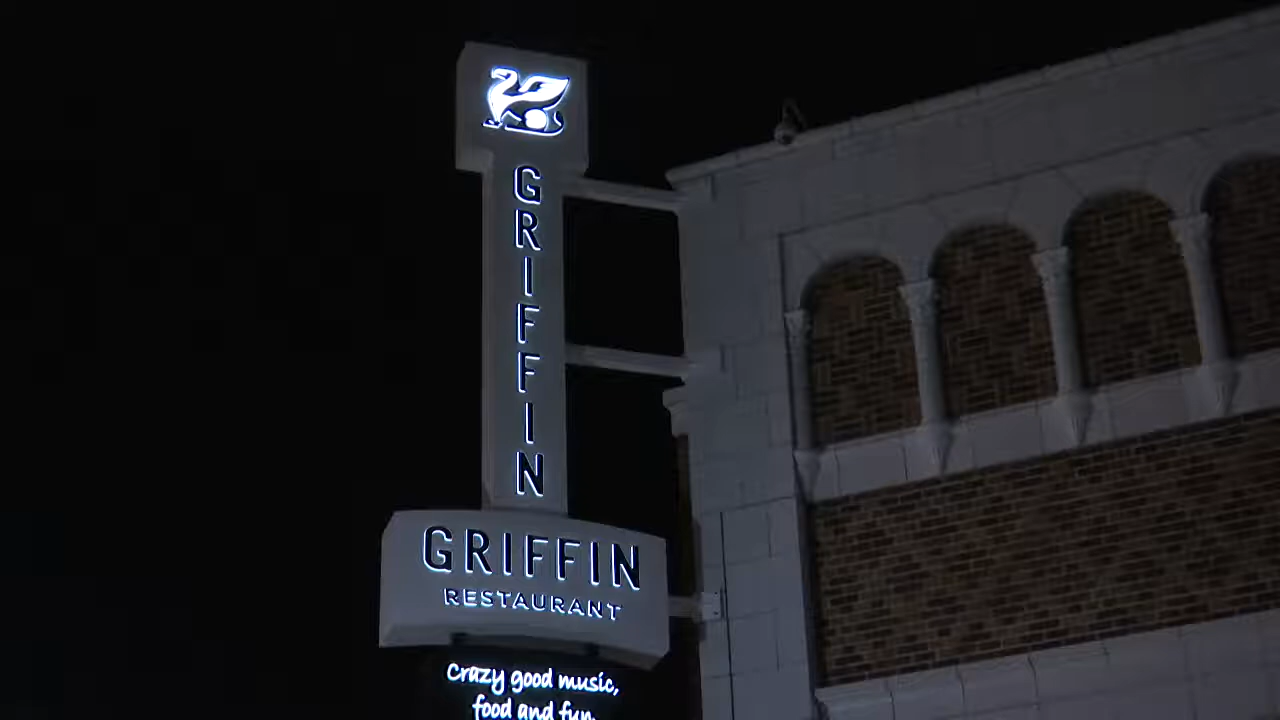 GRIFFIN
GRIFFIN
RESTAURANT
Crazy good music,
food and fun